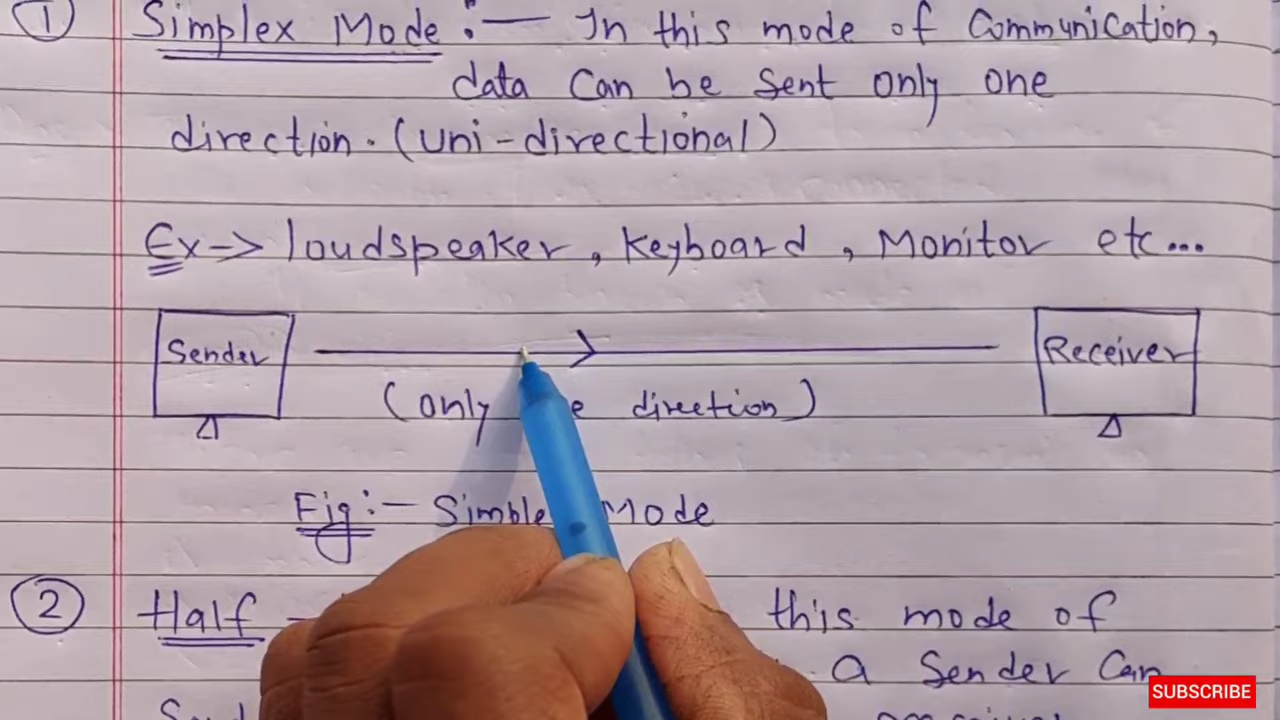 ① Simplex Mode :— In this mode of Communication,
data Can be Sent only one
direction. (uni-directional)
Ex-> loudspeaker, Keyboard, Monitor etc...
Sender
Receiver
(only direction)
Fig:- Mode
② Half - this mode of
a Sender Can
SUBSCRIBE